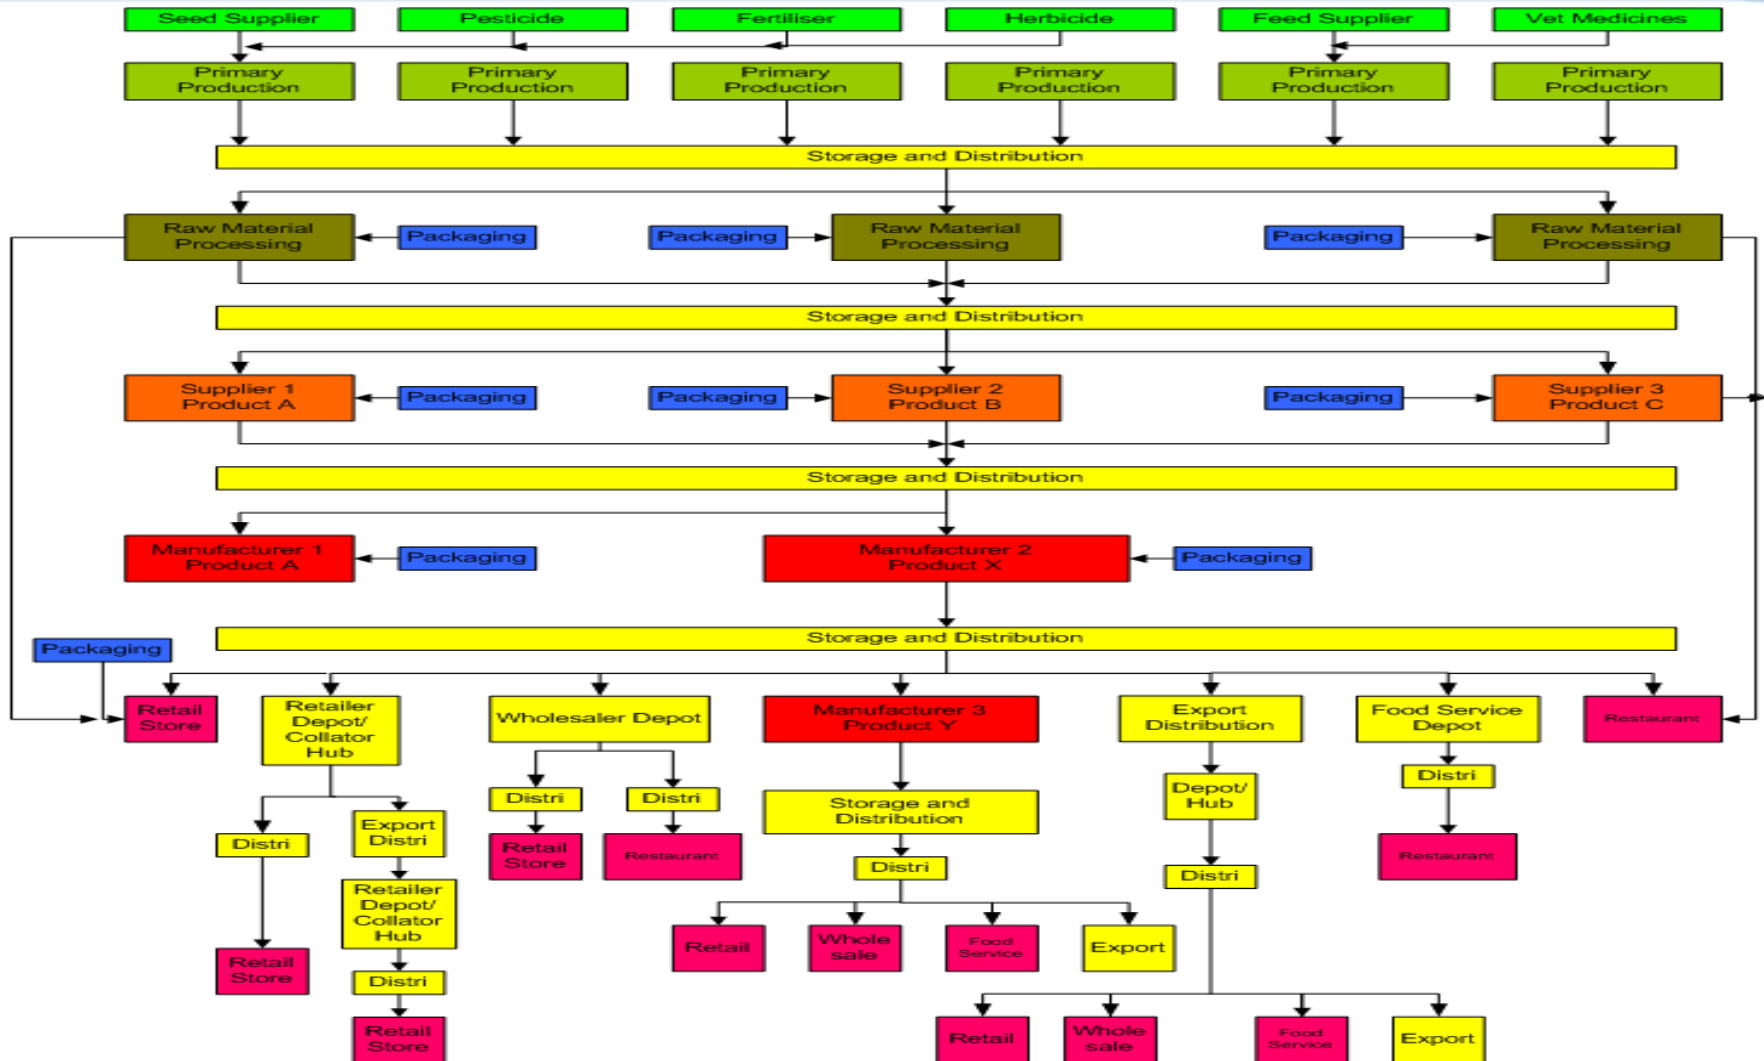 Seed Supplier
Pesticide
Fertiliser
Herbicide
Feed Supplier
Vet Medicines
Primary
Production
Primary
Production
Primary
Production
Primary
Production
Primary
Production
Primary
Production
Storage and Distribution
Raw Material
Processing
Packaging
Packaging
Raw Material
Processing
Packaging
Raw Material
Processing
Storage and Distribution
Supplier 1
Product A
Packaging
Packaging
Supplier 2
Product B
Packaging
Supplier 3
Product C
Storage and Distribution
Manufacturer 1
Product A
Packaging
Manufacturer 2
Product X
Packaging
Storage and Distribution
Packaging
Retail
Store
Retailer
Depot/
Collator
Hub
Wholesaler Depot
Manufacturer 3
Product Y
Export
Distribution
Food Service
Depot
Restaurant
Distri
Export
Distri
Retailer
Depot/
Collator
Hub
Distri
Retail
Store
Retail
Store
Distri
Distri
Retail
Store
Restaurant
Storage and
Distribution
Distri
Retail
Whole
sale
Food
Service
Export
Depot/
Hub
Distri
Retail
Whole
sale
Food
Service
Export
Distri
Restaurant